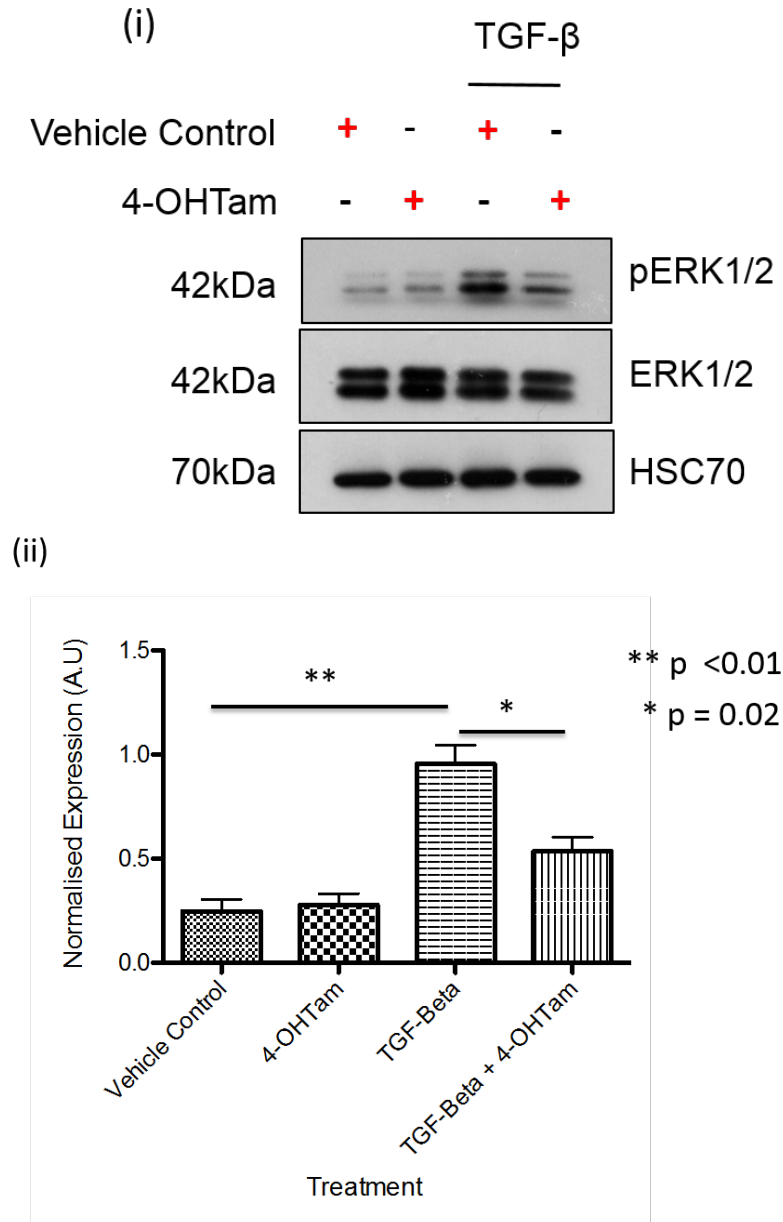 (i)
TGF-β
Vehicle Control + - + -
4-OHTam - + - +
42kDa pERK1/2
42kDa ERK1/2
70kDa HSC70
(ii)
Normalised Expression (A.U)
1.5
1.0
0.5
0.0
**
*
** p <0.01
* p = 0.02
Vehicle Control
4-OHTam
TGF-Beta
TGF-Beta + 4-OHTam
Treatment